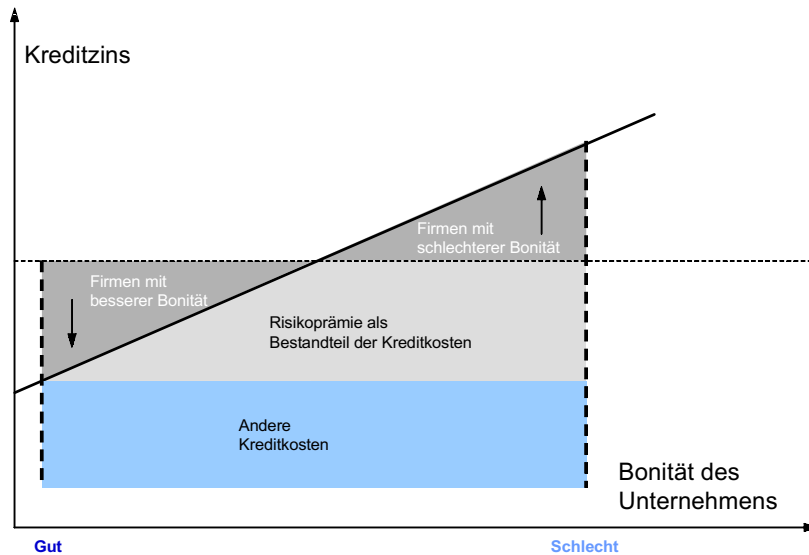 Kreditzins
Firmen mit
schlechterer Bonität
Firmen mit
besserer Bonität
Risikoprämie als
Bestandteil der Kreditkosten
Andere
Kreditkosten
Bonität des
Unternehmens
Gut
Schlecht